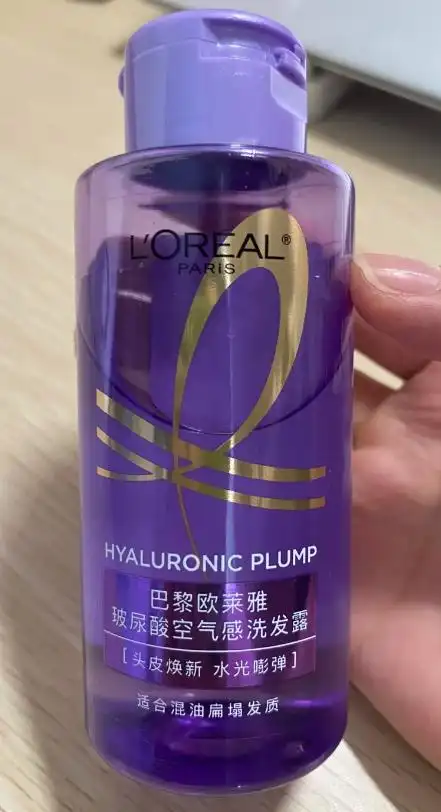 L'ORÉAL®
PARIS
HYALURONIC PLUMP
巴黎欧莱雅
玻尿酸空气感洗发露
[头皮焕新 水光嘭弹]
适合混油扁塌发质